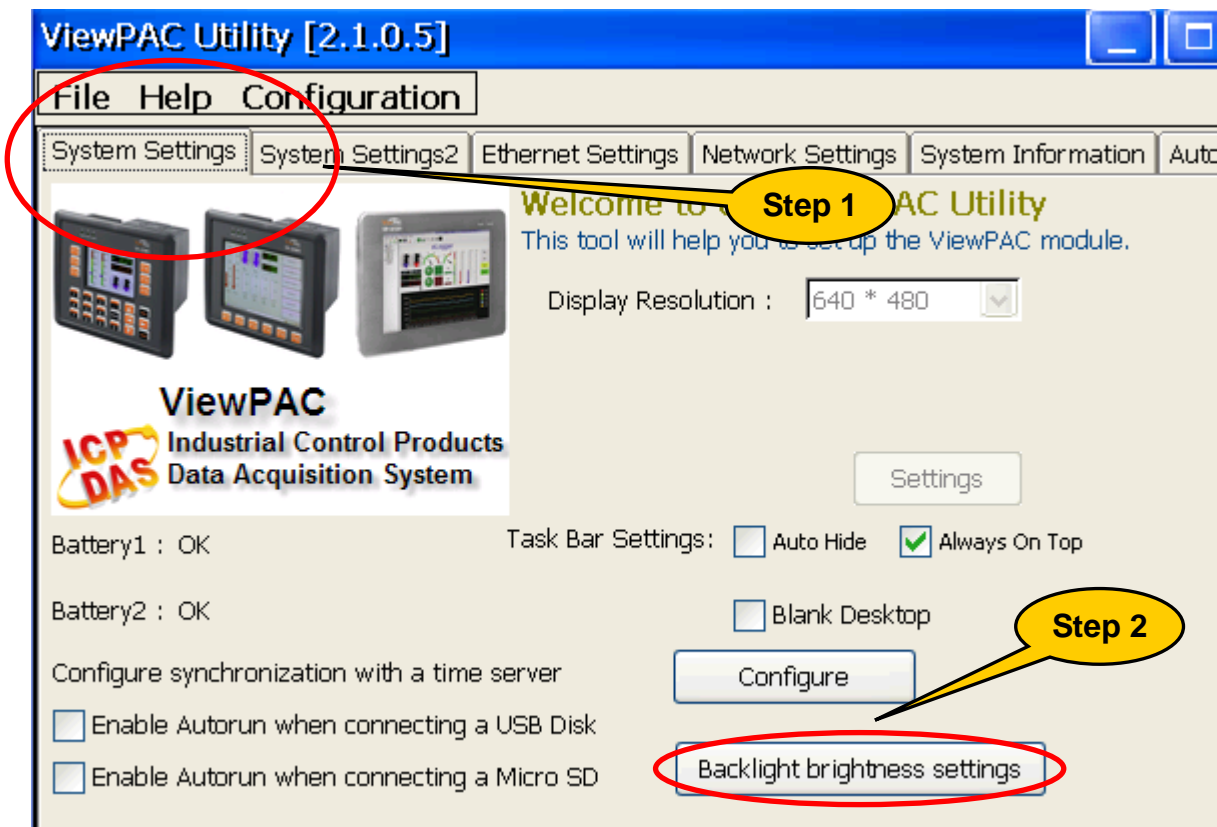 ViewPAC Utility [2.1.0.5]
File Help Configuration
System Settings System Settings2 Ethernet Settings Network Settings System Information Auto
Welcome to
Step 1
AC Utility
This tool will help you to set up the ViewPAC module.
Display Resolution : 640 * 480
ViewPAC
ICP DAS
Industrial Control Products
Data Acquisition System
Settings
Battery1 : OK
Task Bar Settings: Auto Hide Always On Top
Battery2 : OK
Blank Desktop
Step 2
Configure synchronization with a time server
Configure
Enable Autorun when connecting a USB Disk
Enable Autorun when connecting a Micro SD
Backlight brightness settings